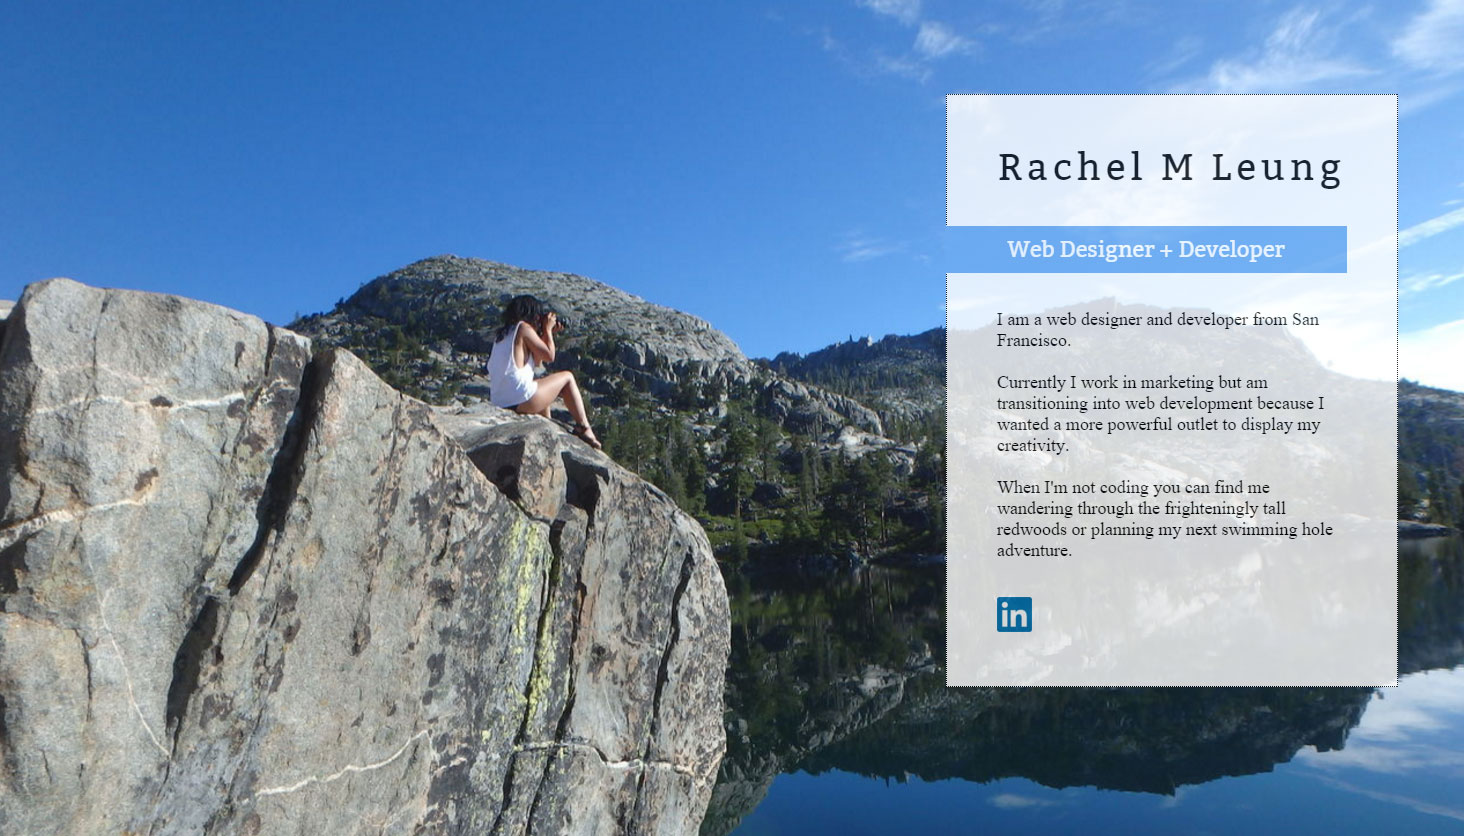 Rachel M Leung
Web Designer + Developer
I am a web designer and developer from San
Francisco.
Currently I work in marketing but am
transitioning into web development because I
wanted a more powerful outlet to display my
creativity.
When I'm not coding you can find me
wandering through the frighteningly tall
redwoods or planning my next swimming hole
adventure.
in